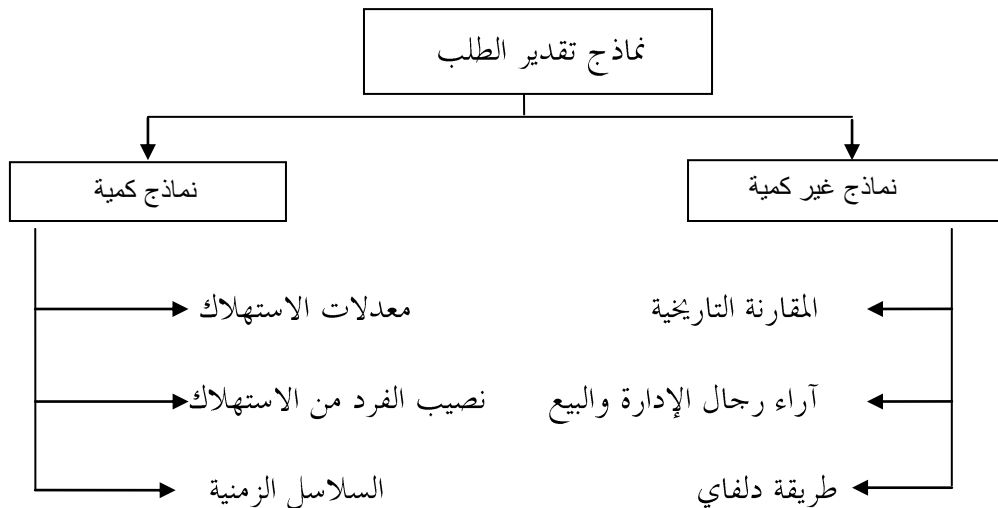 نماذج تقدير الطلب
نماذج غير كمية
نماذج كمية
المقارنة التاريخية
معدلات الاستهلاك
آراء رجال الإدارة والبيع
نصيب الفرد من الاستهلاك
طريقة دلفاي
السلاسل الزمنية